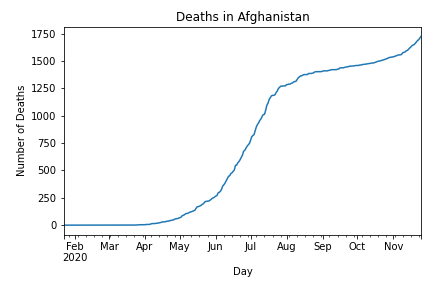 Deaths in Afghanistan
1750
1500
1250
1000
750
500
250
0
Number of Deaths
Feb Mar Apr May Jun Jul Aug Sep Oct Nov
2020
Day